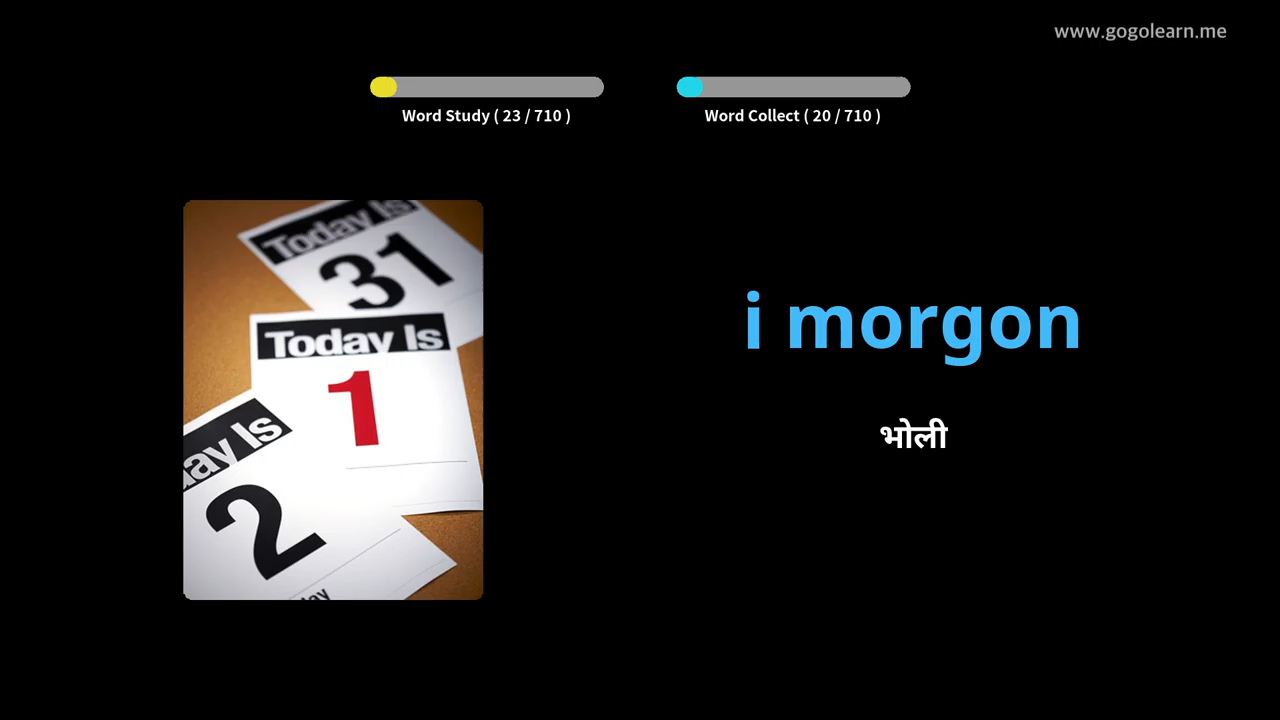 www.gogolearn.me
Word Study ( 23 / 710 )
Word Collect ( 20 / 710 )
Today Is
31
Today Is
1
ay Is
2
i morgon
भोली